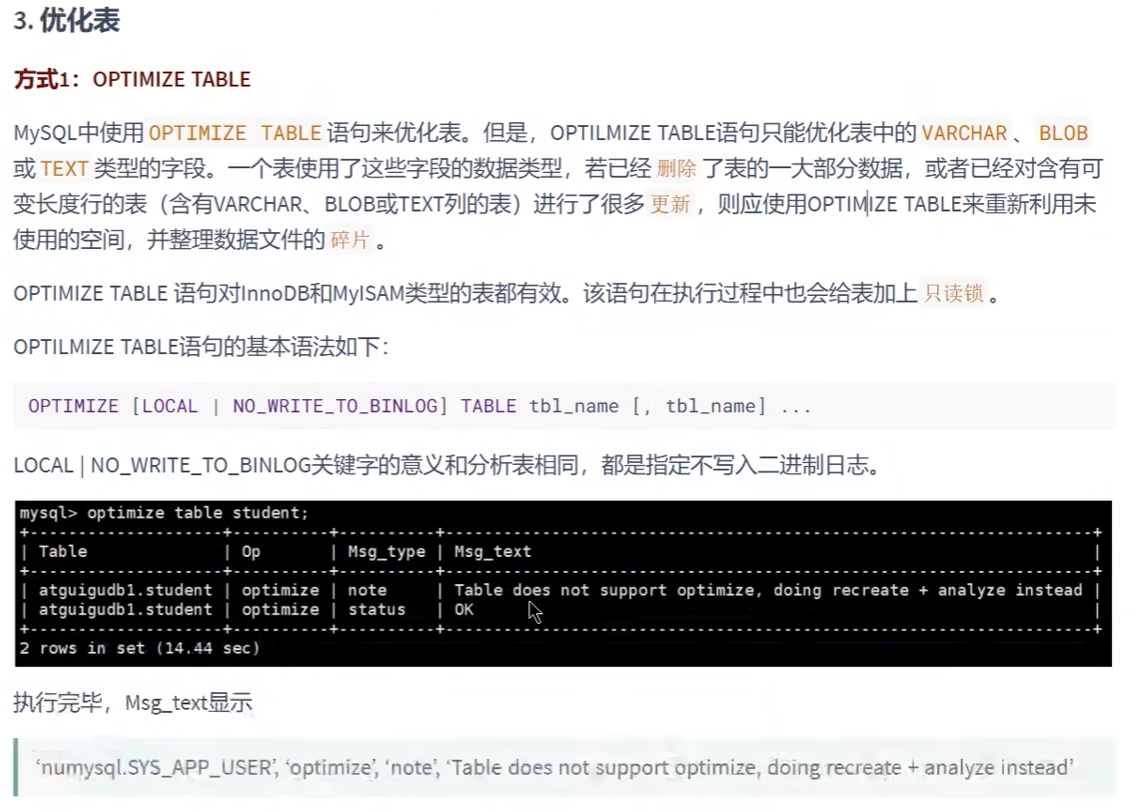 3. 优化表
方式1：OPTIMIZE TABLE
MySQL中使用 OPTIMIZE TABLE 语句来优化表。但是，OPTILMIZE TABLE语句只能优化表中的 VARCHAR 、 BLOB
或 TEXT 类型的字段。一个表使用了这些字段的数据类型，若已经 删除 了表的一大部分数据，或者已经对含有可
变长度行的表（含有VARCHAR、BLOB或TEXT列的表）进行了很多 更新 ，则应使用OPTIMIZE TABLE来重新利用未
使用的空间，并整理数据文件的 碎片 。
OPTIMIZE TABLE 语句对InnoDB和MyISAM类型的表都有效。该语句在执行过程中也会给表加上 只读锁 。
OPTILMIZE TABLE语句的基本语法如下：
OPTIMIZE [LOCAL | NO_WRITE_TO_BINLOG] TABLE tbl_name [, tbl_name] ...
LOCAL | NO_WRITE_TO_BINLOG关键字的意义和分析表相同，都是指定不写入二进制日志。
mysql> optimize table student;
+--------------------+----------+----------+-------------------------------------------------------------------+
| Table              | Op       | Msg_type | Msg_text                                                          |
+--------------------+----------+----------+-------------------------------------------------------------------+
| atguigudb1.student | optimize | note     | Table does not support optimize, doing recreate + analyze instead |
| atguigudb1.student | optimize | status   | OK                                                                |
+--------------------+----------+----------+-------------------------------------------------------------------+
2 rows in set (14.44 sec)
执行完毕，Msg_text显示
‘numysql.SYS_APP_USER’, ‘optimize’, ‘note’, ‘Table does not support optimize, doing recreate + analyze instead’